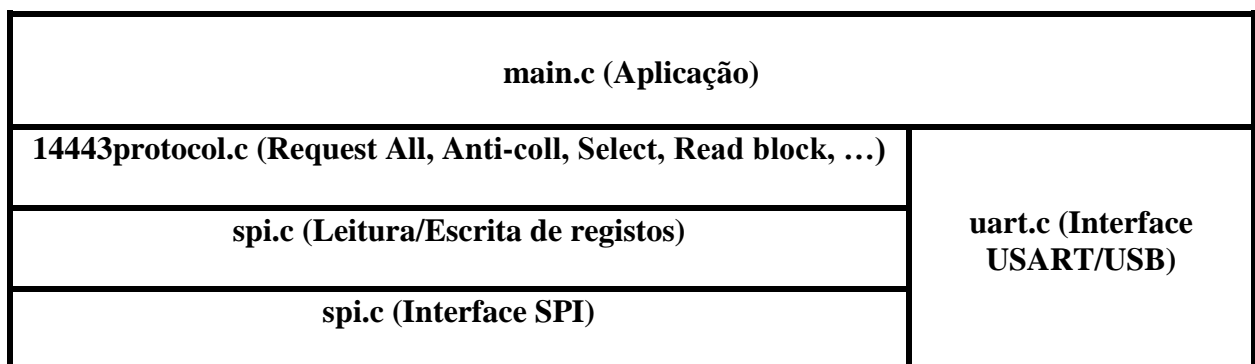 main.c (Aplicação)
14443protocol.c (Request All, Anti-coll, Select, Read block, …)
spi.c (Leitura/Escrita de registos)
spi.c (Interface SPI)
uart.c (Interface
USART/USB)